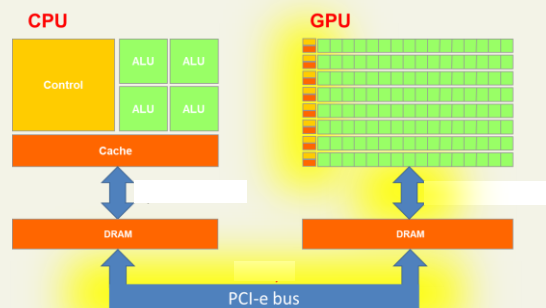 CPU
GPU
Control
ALU
ALU
ALU
ALU
Cache
DRAM
DRAM
PCI-e bus